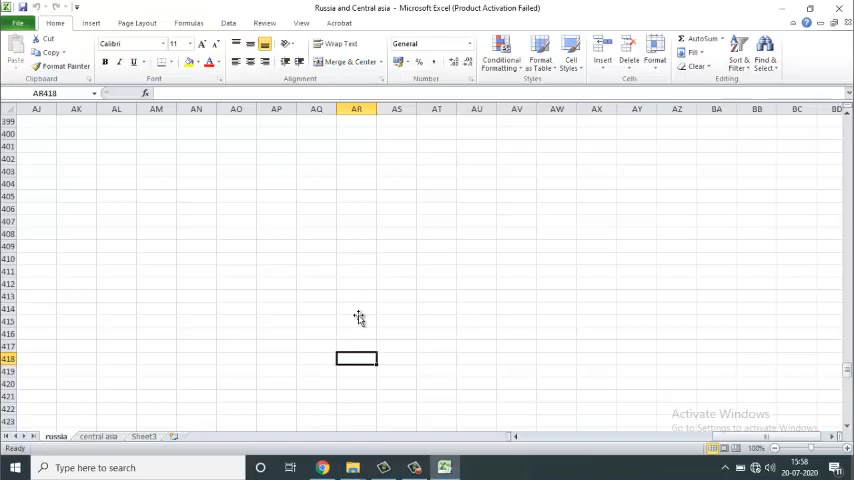 Russia and Central asia - Microsoft Excel (Product Activation Failed)
File Home Insert Page Layout Formulas Data Review View Acrobat
Paste Cut Copy Format Painter Clipboard
Calibri 11 A A B I U A Font
Wrap Text Merge & Center Alignment
General % , Number
Conditional Formatting Format as Table Cell Styles Styles
Insert Delete Format Cells
Σ AutoSum Fill Clear Sort & Filter Find & Select Editing
AR418 fx
AJ AK AL AM AN AO AP AQ AR AS AT AU AV AW AX AY AZ BA BB BC BD
399
400
401
402
403
404
405
406
407
408
409
410
411
412
413
414
415
416
417
418
419
420
421
422
423
Activate Windows
Go to Settings to activate Windows.
russia central asia Sheet3
Ready 100%
Type here to search
15:58
20-07-2020